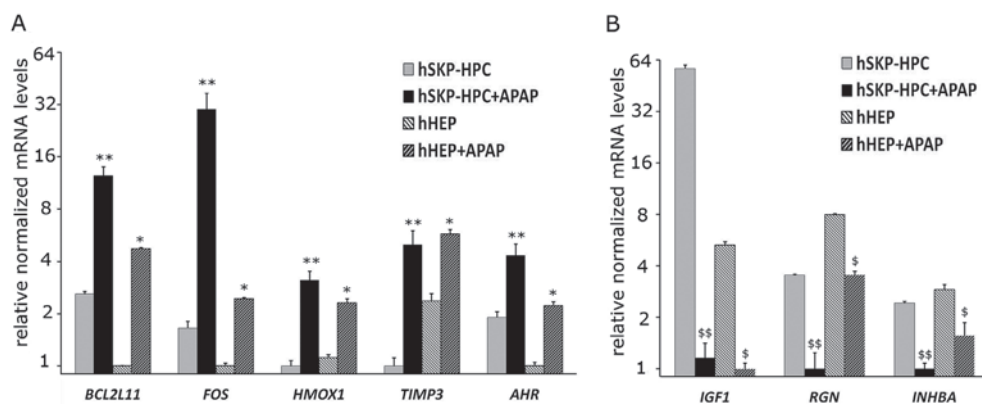 A
relative normalized mRNA levels
64
32
16
8
4
2
1
hSKP-HPC
hSKP-HPC+APAP
hHEP
hHEP+APAP
**
*
**
*
**
*
**
*
**
*
BCL2L11
FOS
HMOX1
TIMP3
AHR
B
relative normalized mRNA levels
64
32
16
8
4
2
1
hSKP-HPC
hSKP-HPC+APAP
hHEP
hHEP+APAP
$$
$
$$
$
$$
$
IGF1
RGN
INHBA